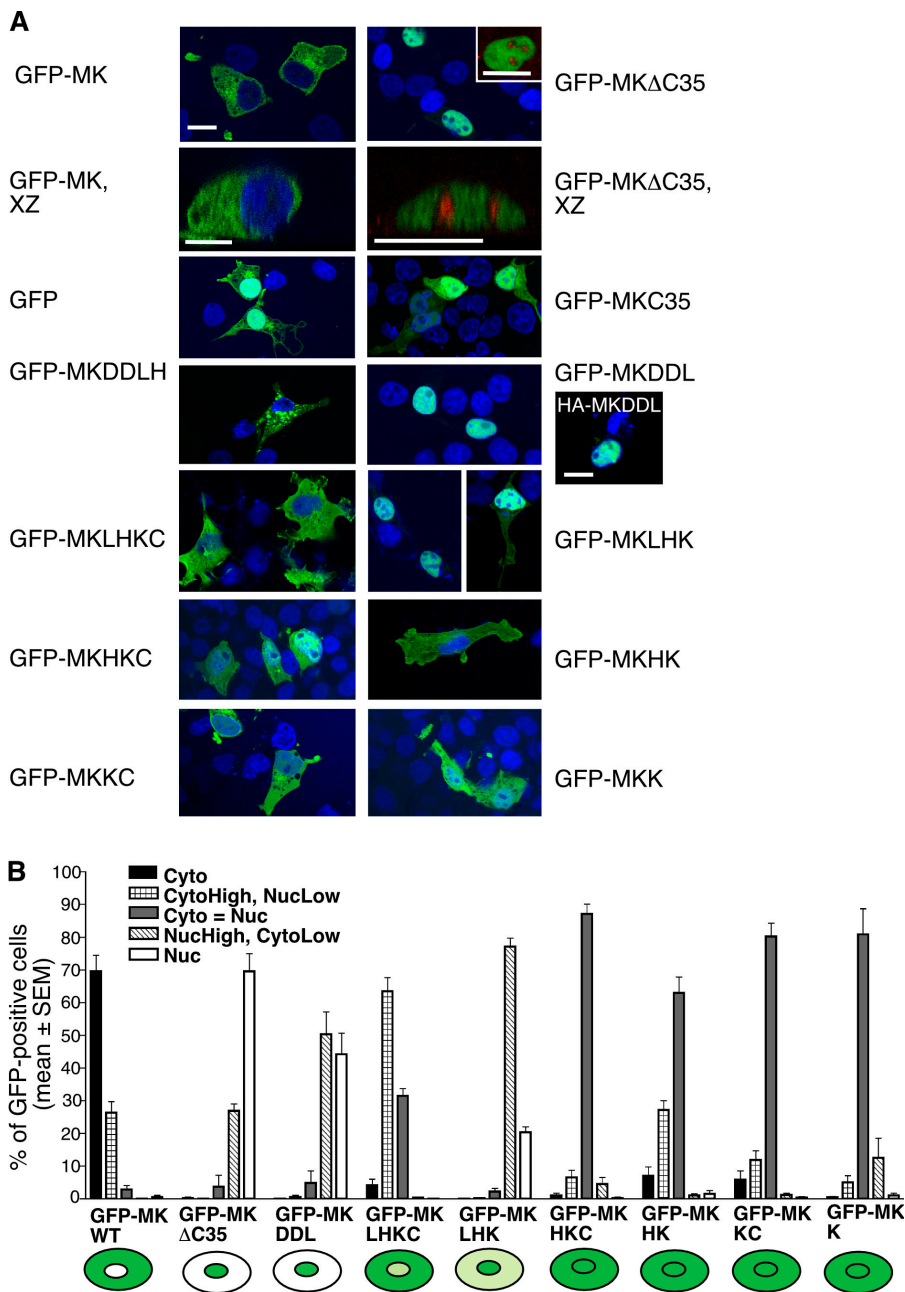 A
GFP-MK
GFP-MKΔC35
GFP-MK,
XZ
GFP-MKΔC35,
XZ
GFP
GFP-MKC35
GFP-MKDDLH
GFP-MKDDL
HA-MKDDL
GFP-MKLHKC
GFP-MKLHK
GFP-MKHKC
GFP-MKHK
GFP-MKKC
GFP-MKK
B
% of GFP-positive cells
(mean ± SEM)
100
90
80
70
60
50
40
30
20
10
0
Cyto
CytoHigh, NucLow
Cyto = Nuc
NucHigh, CytoLow
Nuc
GFP-MK
WT
GFP-MK
ΔC35
GFP-MK
DDL
GFP-MK
LHKC
GFP-MK
LHK
GFP-MK
HKC
GFP-MK
HK
GFP-MK
KC
GFP-MK
K